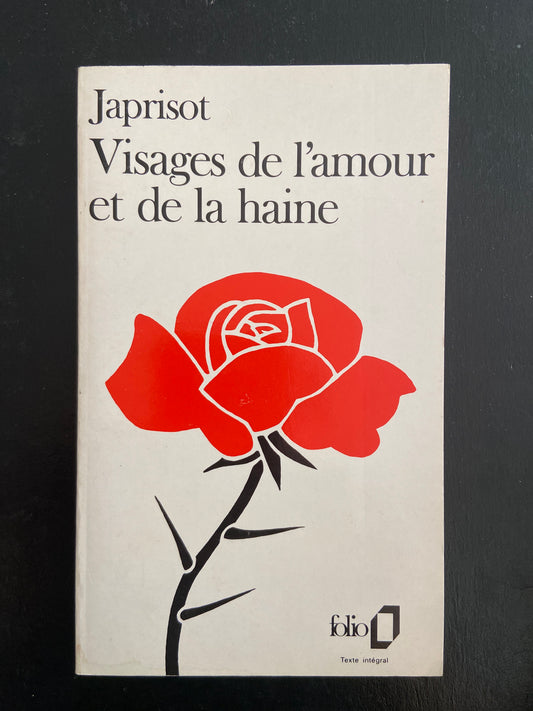 Japrisot
Visages de l'amour
et de la haine
folio
Texte intégral